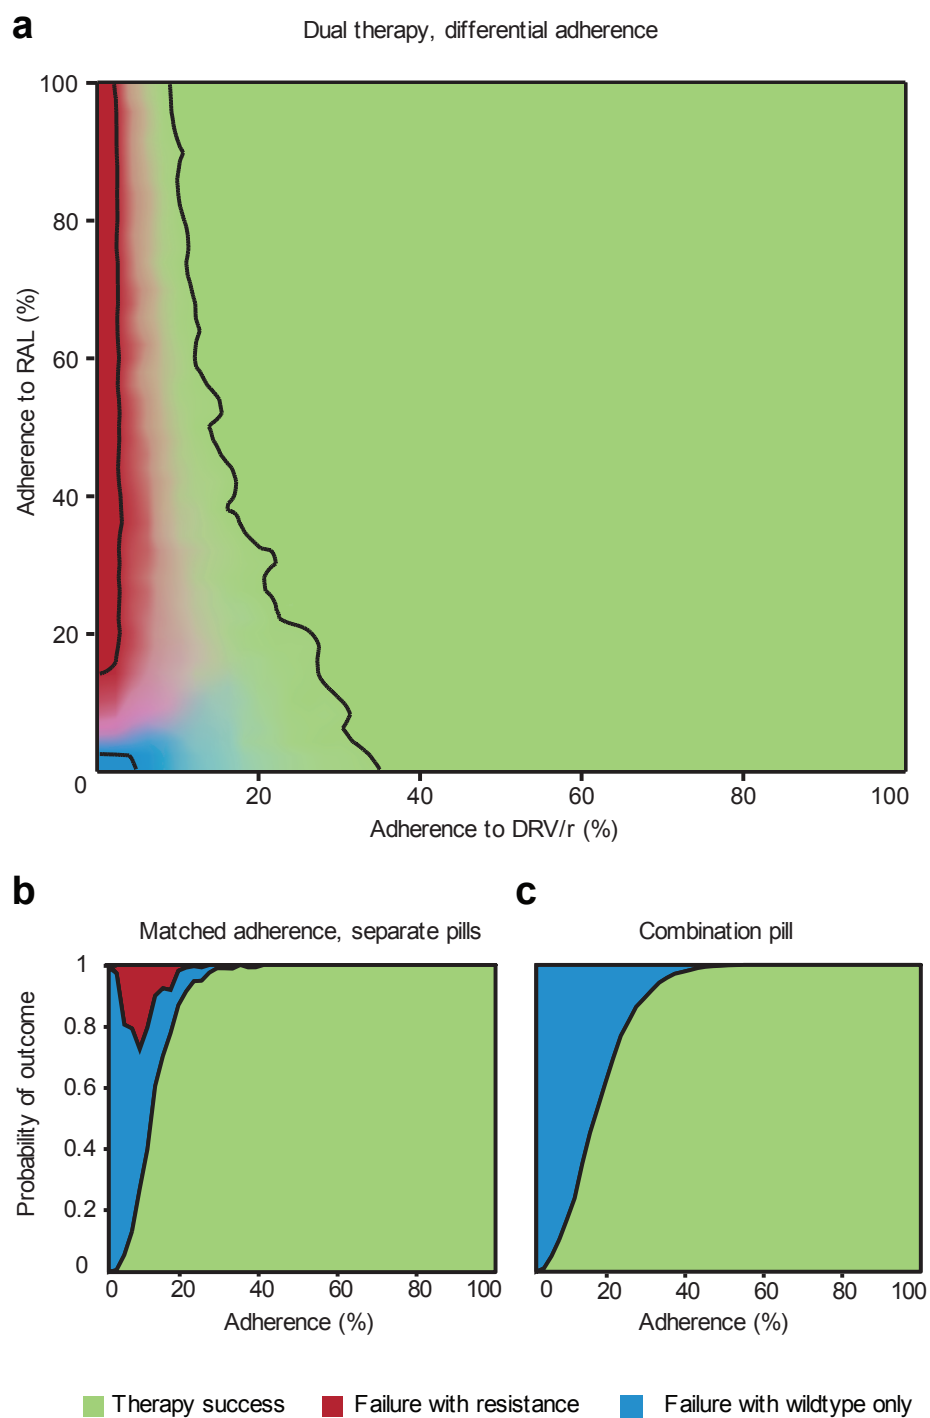 a
Dual therapy, differential adherence
100
80
60
40
20
0
Adherence to RAL (%)
20 40 60 80 100
Adherence to DRV/r (%)
b
Matched adherence, separate pills
1
0.8
0.6
0.4
0.2
0
Probability of outcome
0 20 40 60 80 100
Adherence (%)
c
Combination pill
0 20 40 60 80 100
Adherence (%)
Therapy success Failure with resistance Failure with wildtype only